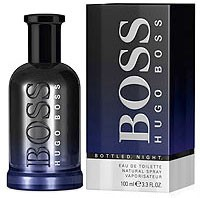 BOSS
HUGO BOSS
BOSS
HUGO BOSS
BOTTLED. NIGHT.
EAU DE TOILETTE
NATURAL SPRAY
VAPORISATEUR
100 ml e 3.3 FL. OZ.